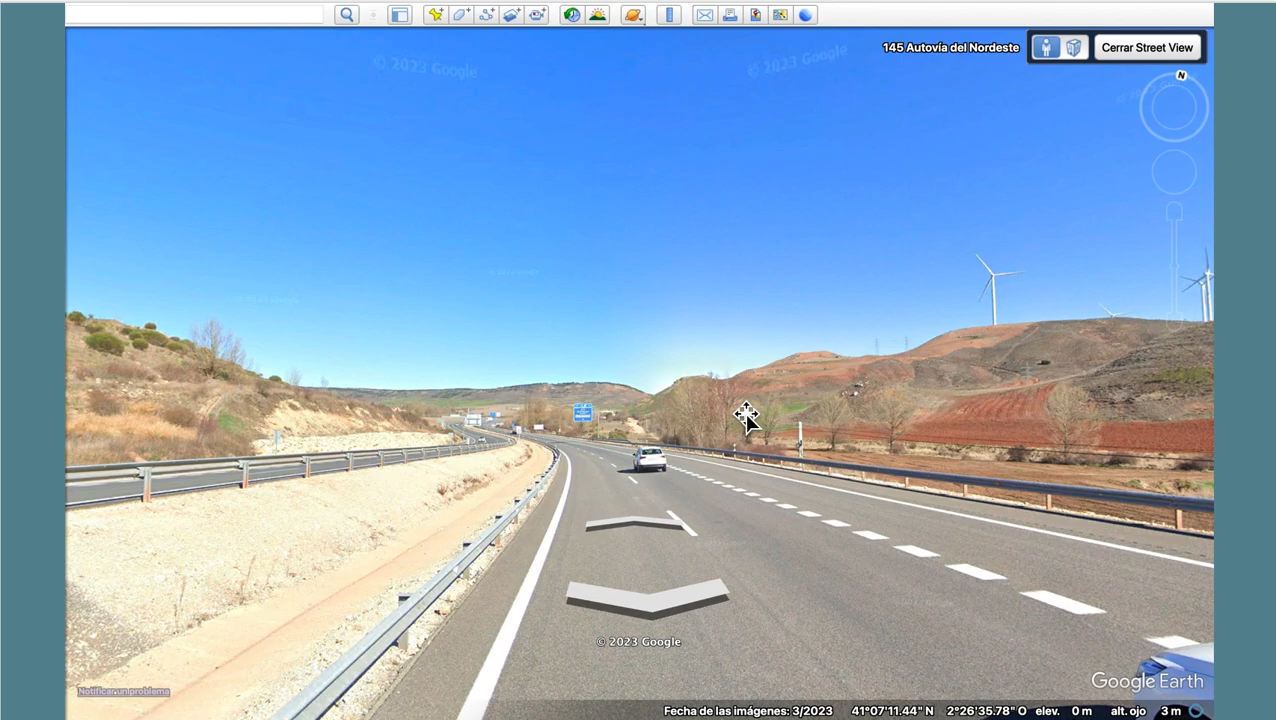 145 Autovía del Nordeste
Cerrar Street View
© 2023 Google
© 2023 Google
N
© 2023 Google
Google Earth
Notificar un problema
Fecha de las imágenes: 3/2023 41°07'11.44" N 2°26'35.78" O elev. 0 m alt. ojo 3 m